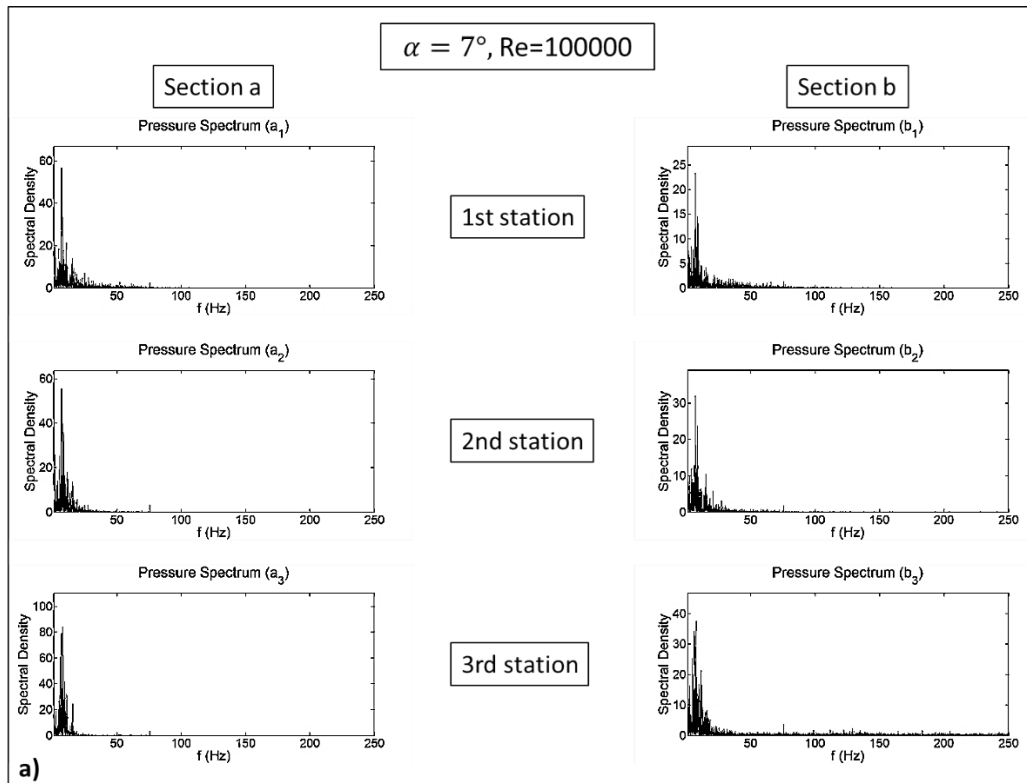 α = 7°, Re=100000
Section a
Section b
Pressure Spectrum (a₁)
Spectral Density
60
40
20
0
50
100
150
200
250
f (Hz)
1st station
Pressure Spectrum (b₁)
Spectral Density
25
20
15
10
5
0
50
100
150
200
250
f (Hz)
Pressure Spectrum (a₂)
Spectral Density
60
40
20
0
50
100
150
200
250
f (Hz)
2nd station
Pressure Spectrum (b₂)
Spectral Density
30
20
10
0
50
100
150
200
250
f (Hz)
Pressure Spectrum (a₃)
Spectral Density
100
80
60
40
20
0
50
100
150
200
250
f (Hz)
3rd station
Pressure Spectrum (b₃)
Spectral Density
40
30
20
10
0
50
100
150
200
250
f (Hz)
a)